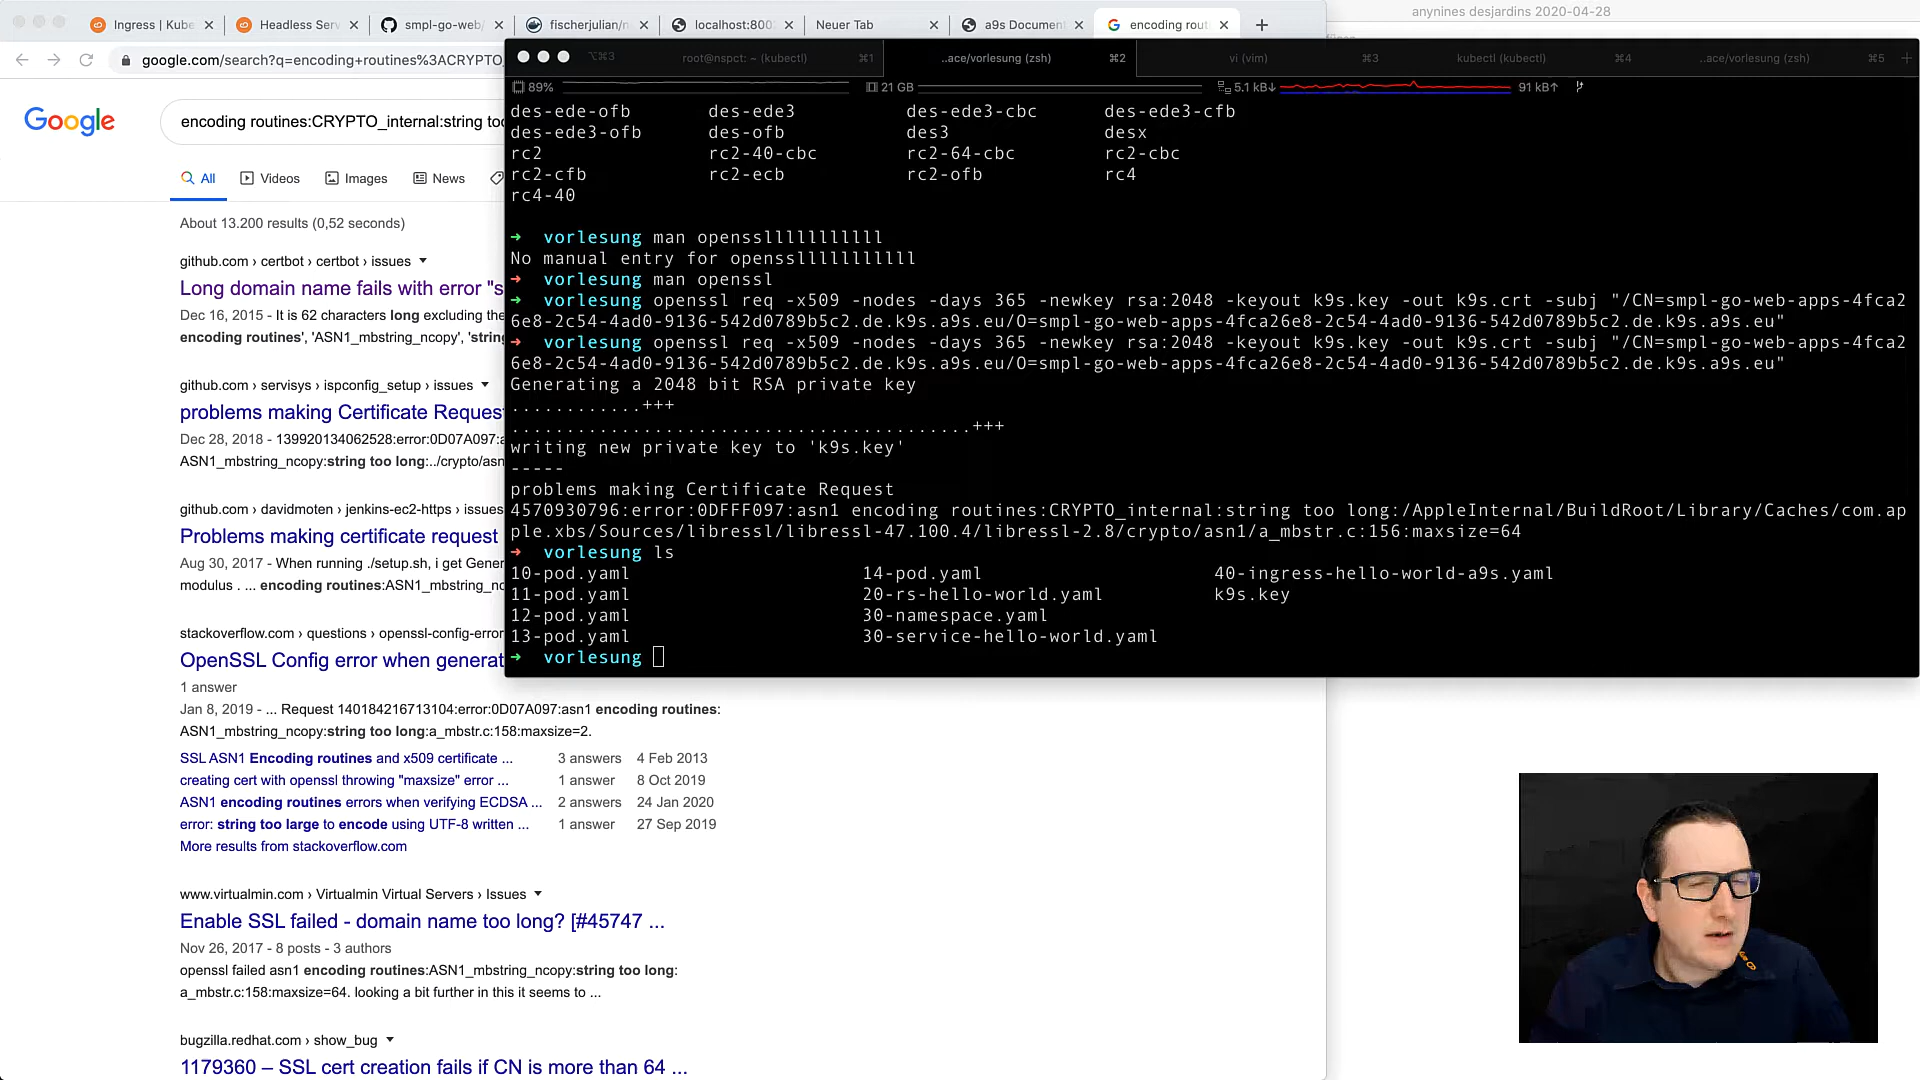 anynines desjardins 2020-04-28
Ingress | Kube
Headless Serv
smpl-go-web/
fischerjulian/n
localhost:800
Neuer Tab
a9s Documen
encoding rout
google.com/search?q=encoding+routines%3ACRYPTO_
Google
encoding routines:CRYPTO_internal:string too
All
Videos
Images
News
About 13.200 results (0,52 seconds)
github.com › certbot › certbot › issues
Long domain name fails with error "s
Dec 16, 2015 - It is 62 characters long excluding the
encoding routines', 'ASN1_mbstring_ncopy', 'string
github.com › servisys › ispconfig_setup › issues
problems making Certificate Request
Dec 28, 2018 - 139920134062528:error:0D07A097:a
ASN1_mbstring_ncopy:string too long:../crypto/asn
github.com › davidmoten › jenkins-ec2-https › issues
Problems making certificate request
Aug 30, 2017 - When running ./setup.sh, i get Gener
modulus . ... encoding routines:ASN1_mbstring_nc
stackoverflow.com › questions › openssl-config-error
OpenSSL Config error when generat
1 answer
Jan 8, 2019 - ... Request 140184216713104:error:0D07A097:asn1 encoding routines:
ASN1_mbstring_ncopy:string too long:a_mbstr.c:158:maxsize=2.
SSL ASN1 Encoding routines and x509 certificate ... 3 answers 4 Feb 2013
creating cert with openssl throwing "maxsize" error ... 1 answer 8 Oct 2019
ASN1 encoding routines errors when verifying ECDSA ... 2 answers 24 Jan 2020
error: string too large to encode using UTF-8 written ... 1 answer 27 Sep 2019
More results from stackoverflow.com
www.virtualmin.com › Virtualmin Virtual Servers › Issues
Enable SSL failed - domain name too long? [#45747 ...
Nov 26, 2017 - 8 posts - 3 authors
openssl failed asn1 encoding routines:ASN1_mbstring_ncopy:string too long:
a_mbstr.c:158:maxsize=64. looking a bit further in this it seems to ...
bugzilla.redhat.com › show_bug
1179360 – SSL cert creation fails if CN is more than 64 ...
⌥⌘3 root@nspct: ~ (kubectl) ⌘1 ..ace/vorlesung (zsh) ⌘2 vi (vim) ⌘3 kubectl (kubectl) ⌘4 ..ace/vorlesung (zsh) ⌘5
89% 21 GB 5.1 kB↓ 91 kB↑
des-ede-ofb des-ede3 des-ede3-cbc des-ede3-cfb
des-ede3-ofb des-ofb des3 desx
rc2 rc2-40-cbc rc2-64-cbc rc2-cbc
rc2-cfb rc2-ecb rc2-ofb rc4
rc4-40
➜ vorlesung man openssllllllllllll
No manual entry for openssllllllllllll
➜ vorlesung man openssl
➜ vorlesung openssl req -x509 -nodes -days 365 -newkey rsa:2048 -keyout k9s.key -out k9s.crt -subj "/CN=smpl-go-web-apps-4fca2
6e8-2c54-4ad0-9136-542d0789b5c2.de.k9s.a9s.eu/O=smpl-go-web-apps-4fca26e8-2c54-4ad0-9136-542d0789b5c2.de.k9s.a9s.eu"
➜ vorlesung openssl req -x509 -nodes -days 365 -newkey rsa:2048 -keyout k9s.key -out k9s.crt -subj "/CN=smpl-go-web-apps-4fca2
6e8-2c54-4ad0-9136-542d0789b5c2.de.k9s.a9s.eu/O=smpl-go-web-apps-4fca26e8-2c54-4ad0-9136-542d0789b5c2.de.k9s.a9s.eu"
Generating a 2048 bit RSA private key
............+++
..........................................+++
writing new private key to 'k9s.key'
-----
problems making Certificate Request
4570930796:error:0DFFF097:asn1 encoding routines:CRYPTO_internal:string too long:/AppleInternal/BuildRoot/Library/Caches/com.ap
ple.xbs/Sources/libressl/libressl-47.100.4/libressl-2.8/crypto/asn1/a_mbstr.c:156:maxsize=64
➜ vorlesung ls
10-pod.yaml 14-pod.yaml 40-ingress-hello-world-a9s.yaml
11-pod.yaml 20-rs-hello-world.yaml k9s.key
12-pod.yaml 30-namespace.yaml
13-pod.yaml 30-service-hello-world.yaml
➜ vorlesung